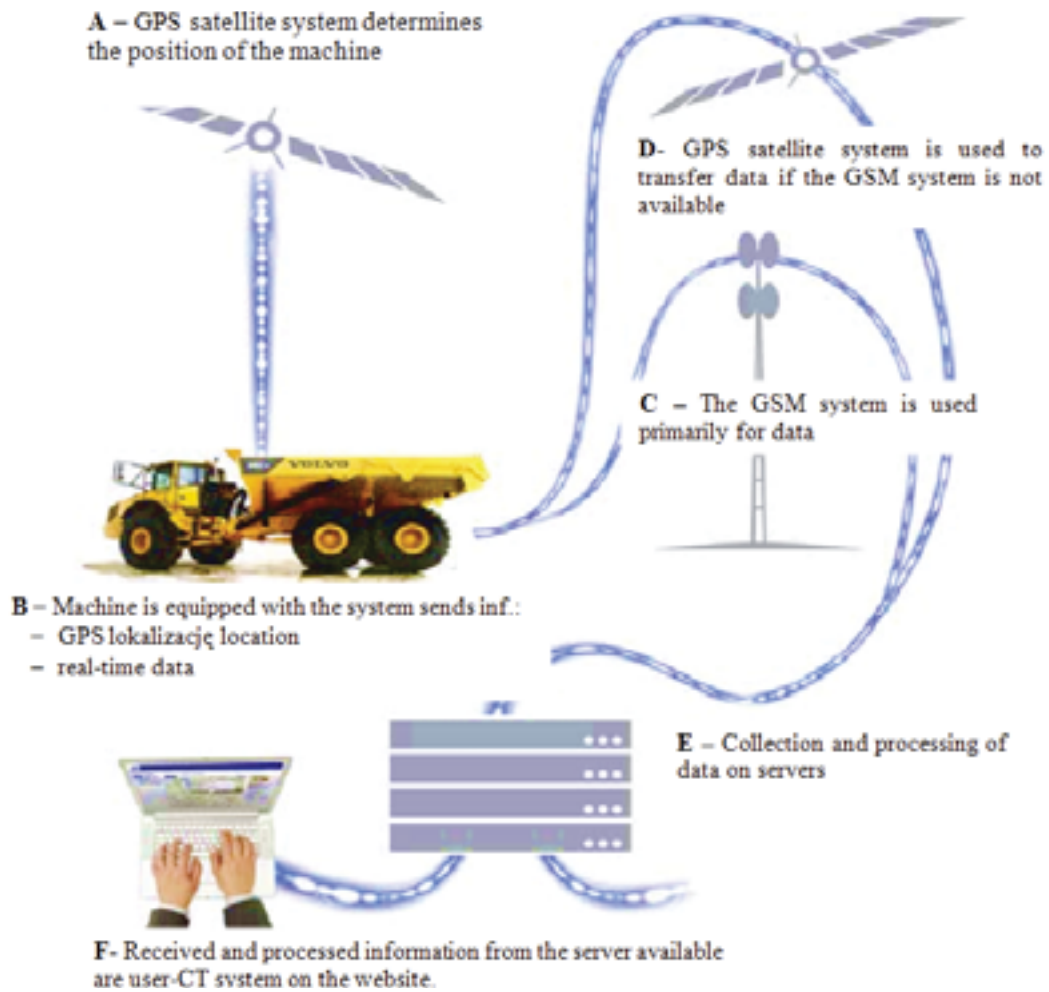 A – GPS satellite system determines
the position of the machine
D- GPS satellite system is used to
transfer data if the GSM system is not
available
C – The GSM system is used
primarily for data
VOLVO
B – Machine is equipped with the system sends inf.:
– GPS lokalizację location
– real-time data
E – Collection and processing of
data on servers
F- Received and processed information from the server available
are user-CT system on the website.